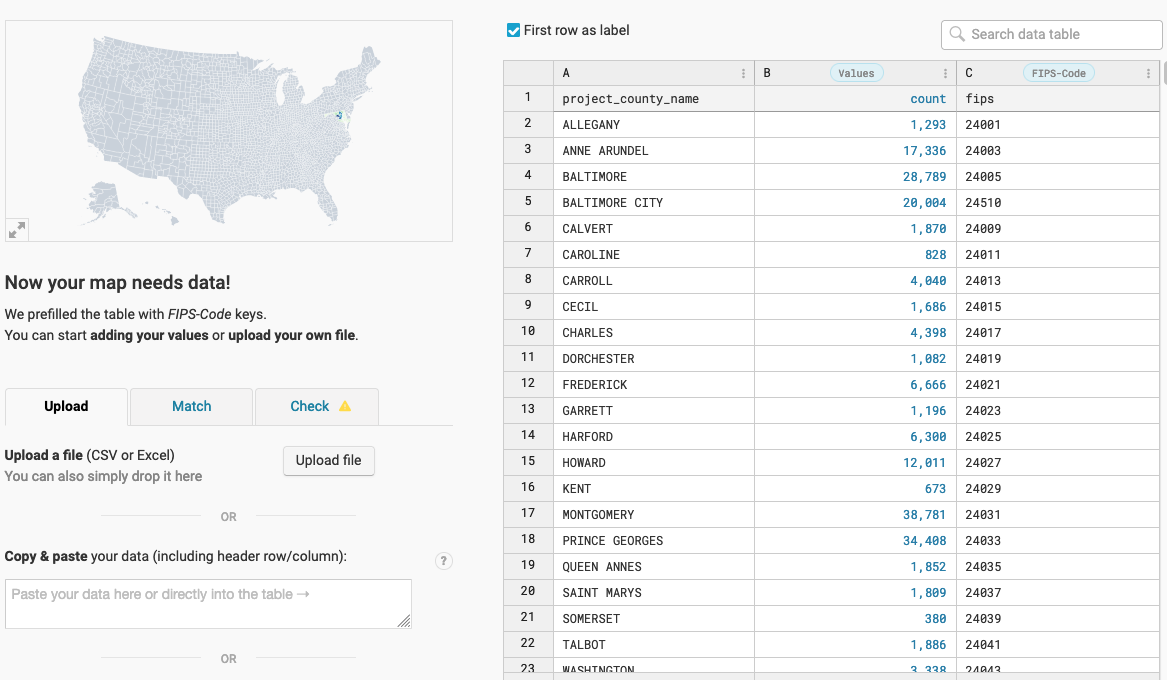 Now your map needs data!
We prefilled the table with FIPS-Code keys.
You can start adding your values or upload your own file.
Upload Match Check
Upload a file (CSV or Excel)
You can also simply drop it here
Upload file
OR
Copy & paste your data (including header row/column):
?
Paste your data here or directly into the table →
OR
First row as label
Search data table
A B Values C FIPS-Code
1 project_county_name count fips
2 ALLEGANY 1,293 24001
3 ANNE ARUNDEL 17,336 24003
4 BALTIMORE 28,789 24005
5 BALTIMORE CITY 20,004 24510
6 CALVERT 1,870 24009
7 CAROLINE 828 24011
8 CARROLL 4,040 24013
9 CECIL 1,686 24015
10 CHARLES 4,398 24017
11 DORCHESTER 1,082 24019
12 FREDERICK 6,666 24021
13 GARRETT 1,196 24023
14 HARFORD 6,300 24025
15 HOWARD 12,011 24027
16 KENT 673 24029
17 MONTGOMERY 38,781 24031
18 PRINCE GEORGES 34,408 24033
19 QUEEN ANNES 1,852 24035
20 SAINT MARYS 1,809 24037
21 SOMERSET 380 24039
22 TALBOT 1,886 24041
23 WASHINGTON 3,338 24043